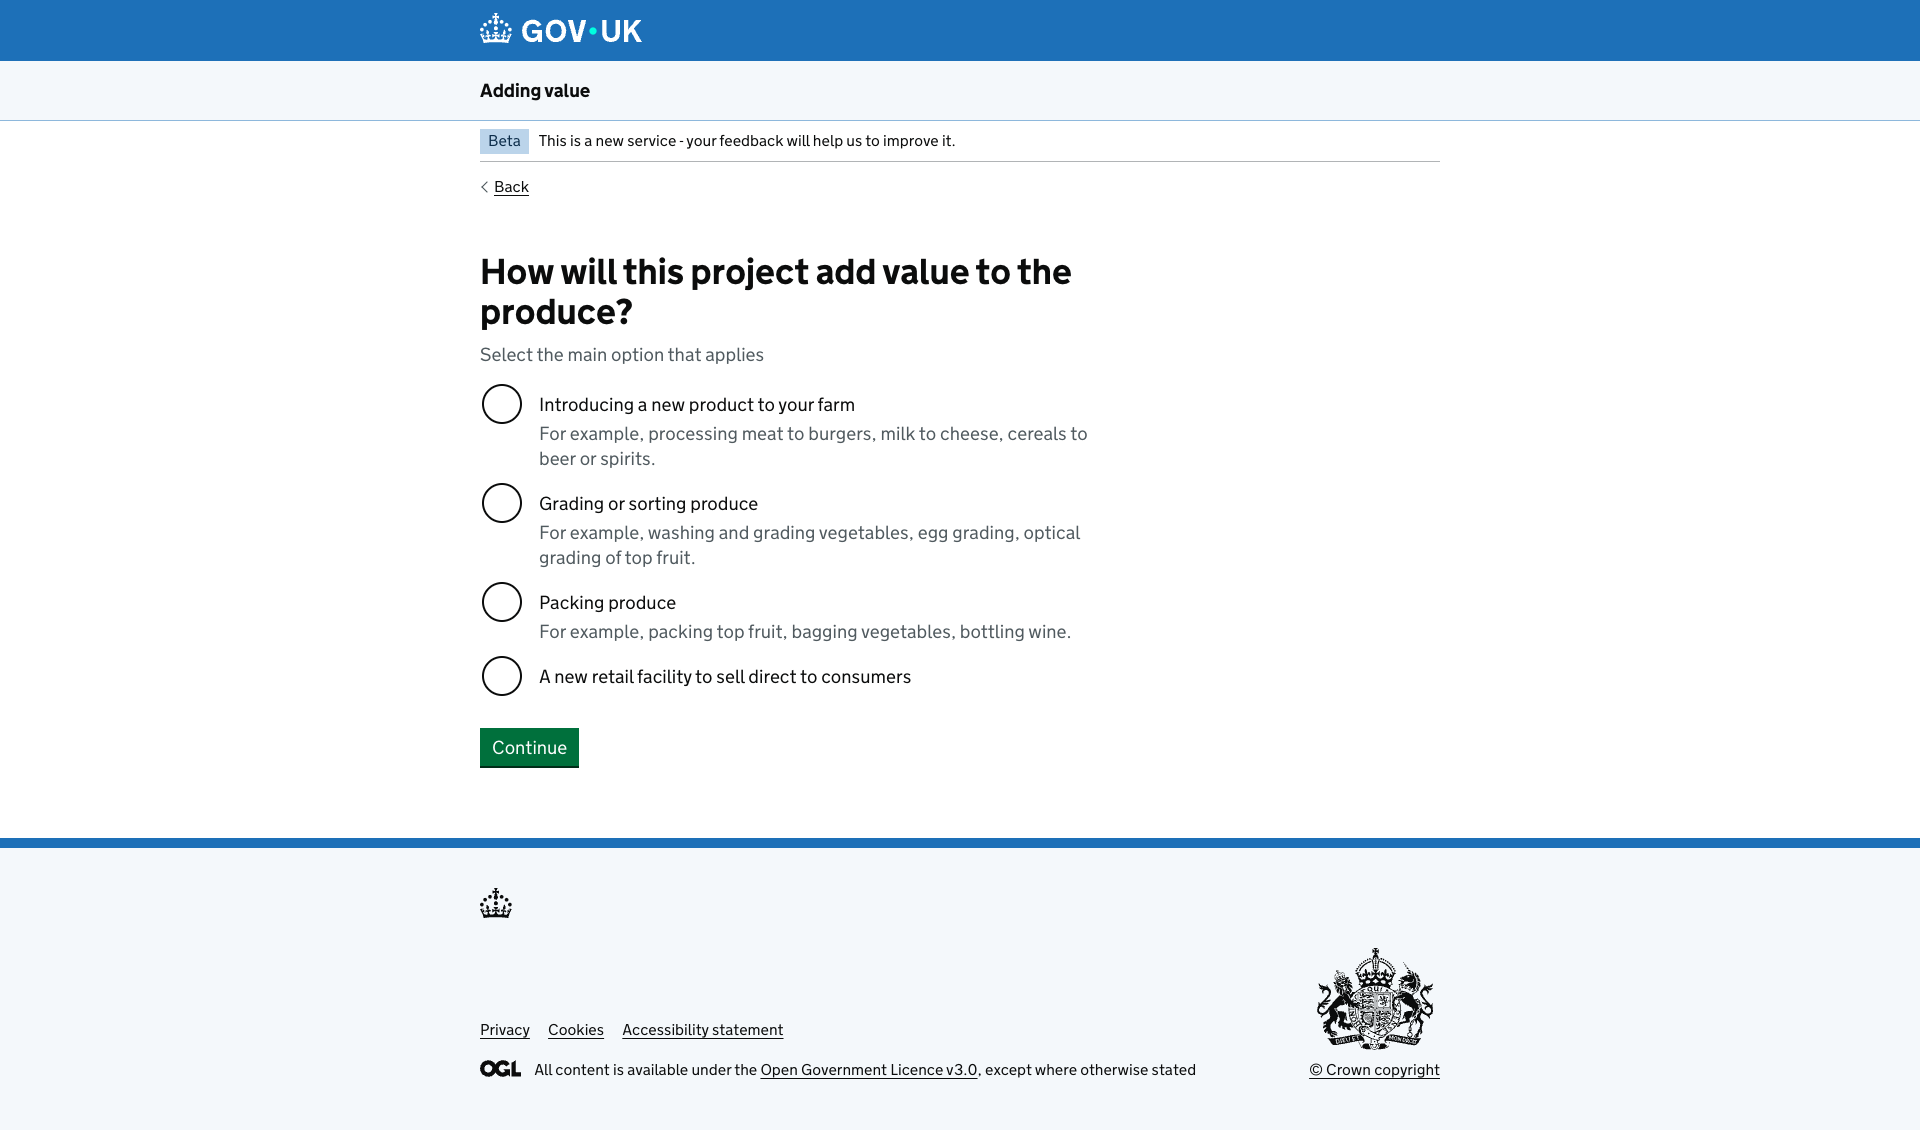 GOV·UK
Adding value
Beta This is a new service - your feedback will help us to improve it.
Back
How will this project add value to the
produce?
Select the main option that applies
Introducing a new product to your farm
For example, processing meat to burgers, milk to cheese, cereals to
beer or spirits.
Grading or sorting produce
For example, washing and grading vegetables, egg grading, optical
grading of top fruit.
Packing produce
For example, packing top fruit, bagging vegetables, bottling wine.
A new retail facility to sell direct to consumers
Continue
Privacy Cookies Accessibility statement
OGL All content is available under the Open Government Licence v3.0, except where otherwise stated
© Crown copyright